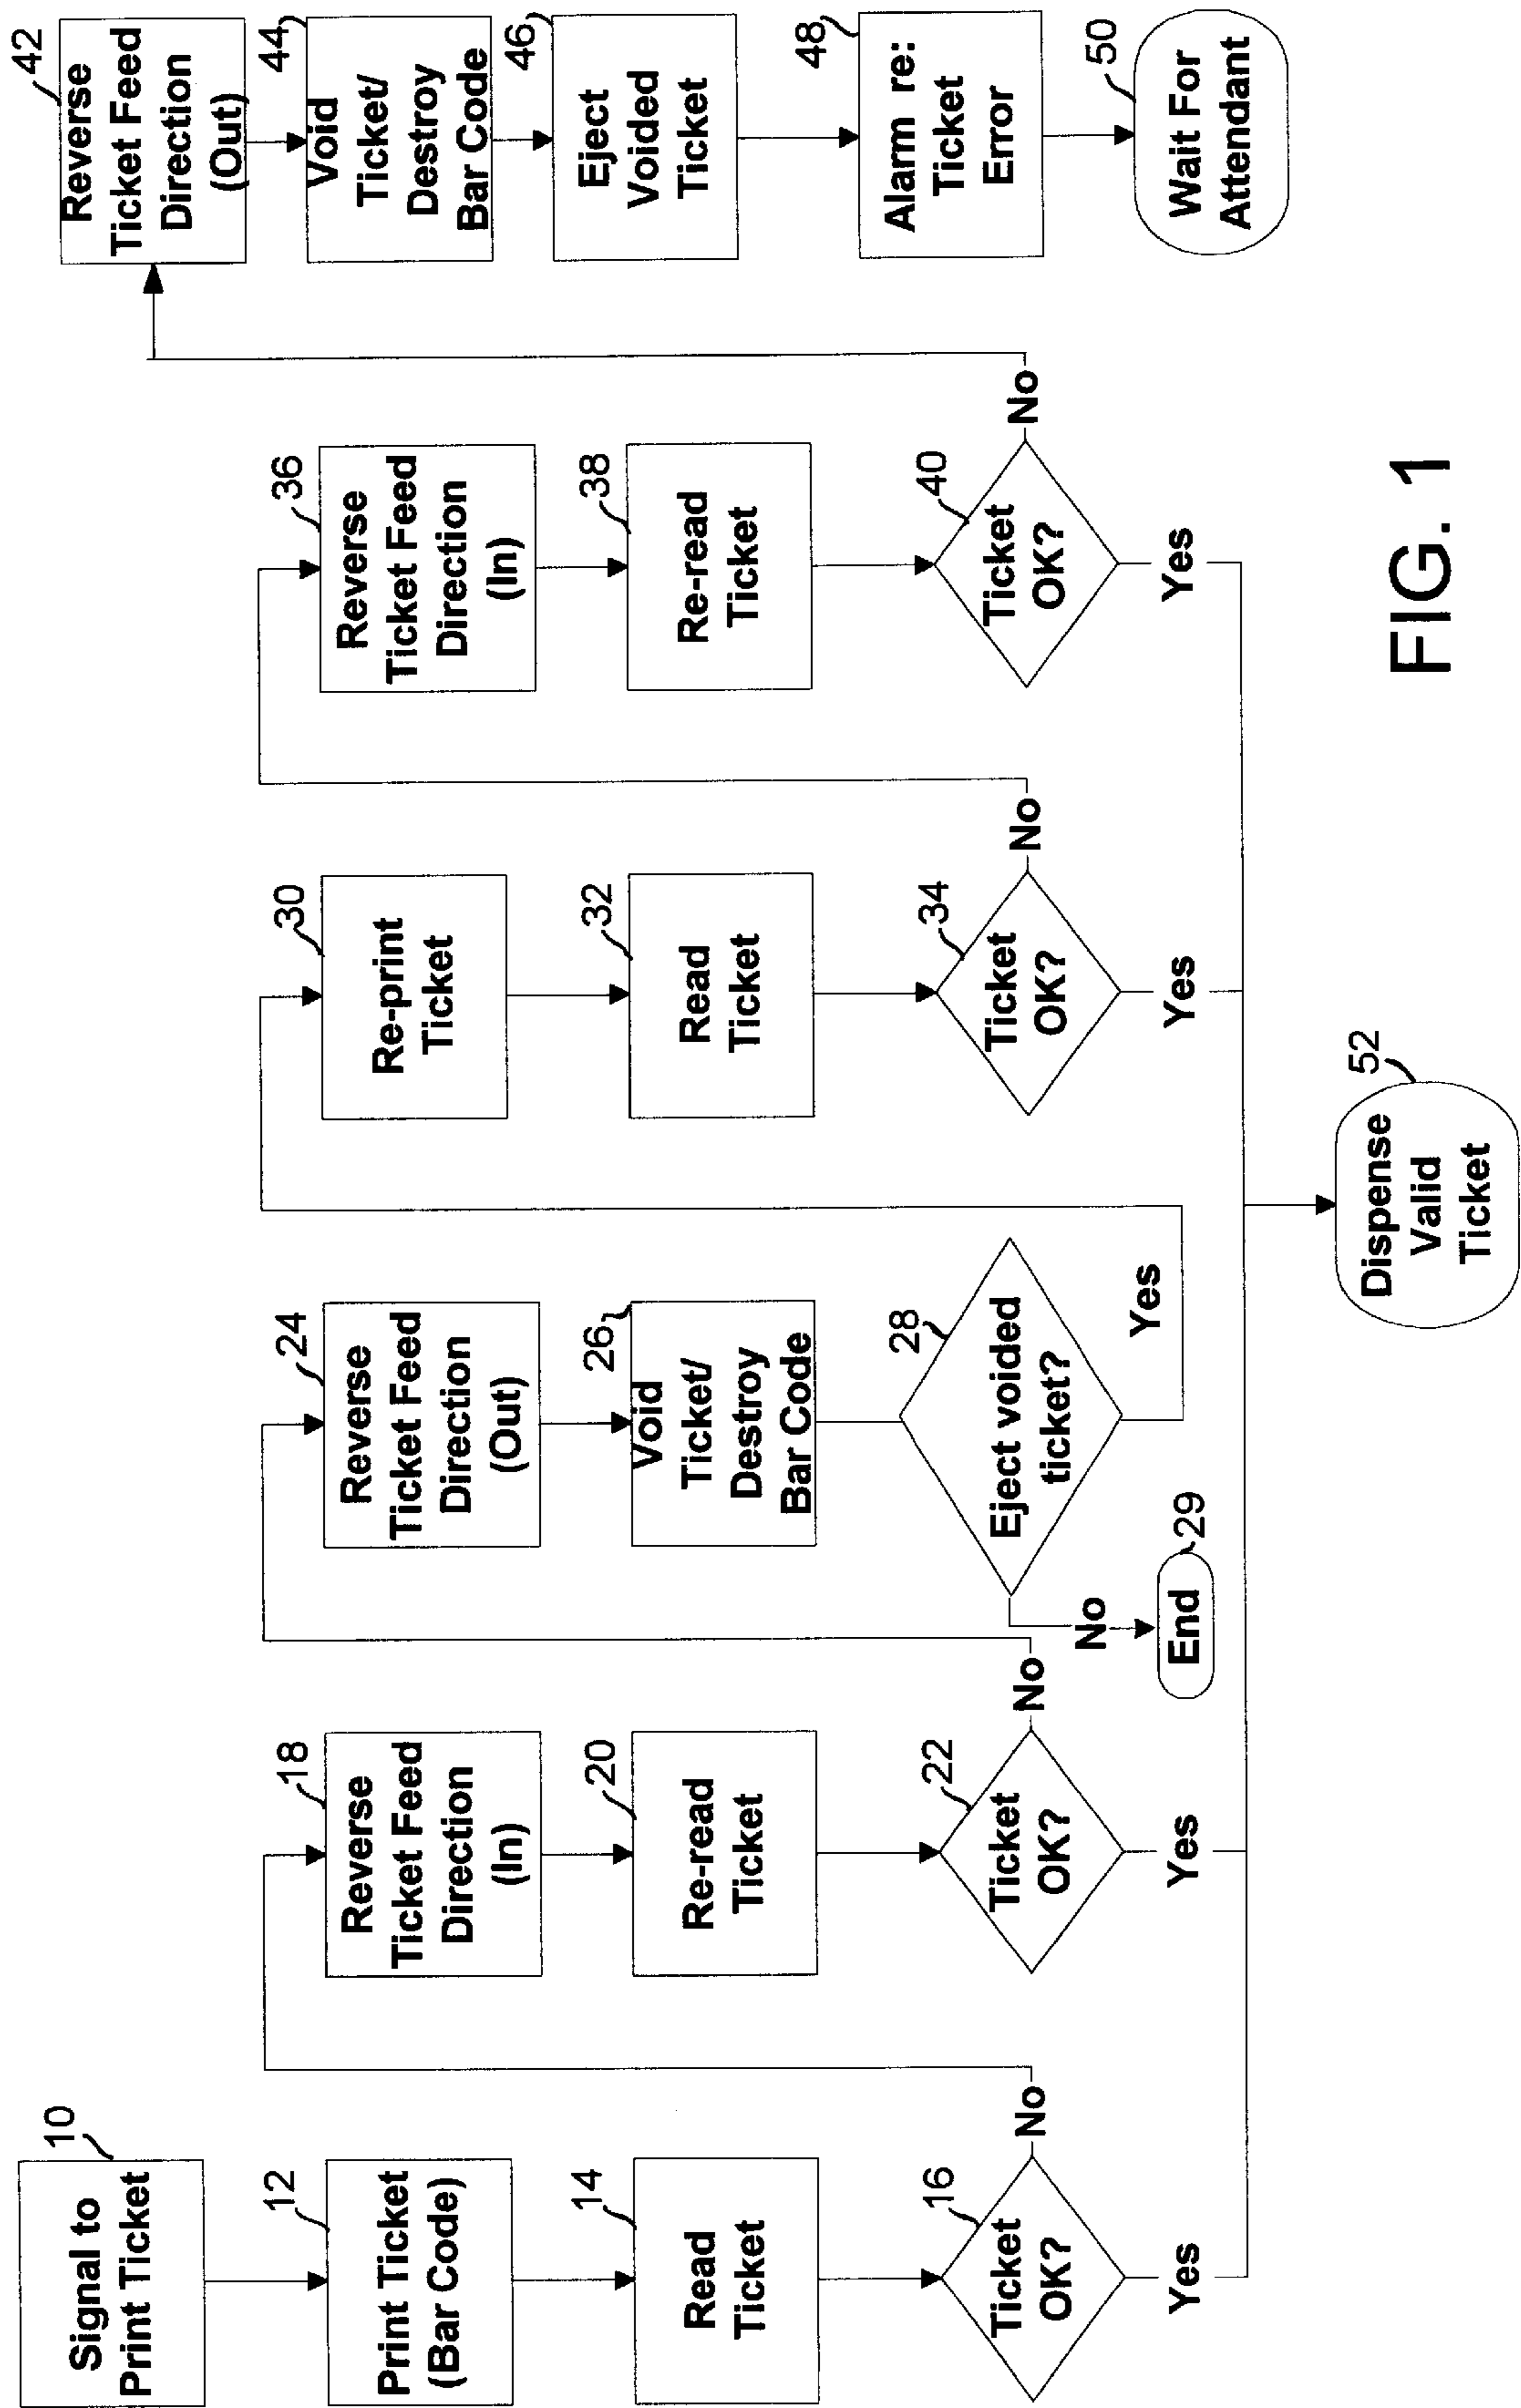 10
Signal to
Print Ticket
12
Print Ticket
(Bar Code)
14
Read
Ticket
16
Ticket
OK?
No
Yes
18
Reverse
Ticket Feed
Direction
(In)
20
Re-read
Ticket
22
Ticket
OK?
No
Yes
24
Reverse
Ticket Feed
Direction
(Out)
26
Void
Ticket/
Destroy
Bar Code
28
Eject voided
ticket?
No
Yes
End
29
30
Re-print
Ticket
32
Read
Ticket
34
Ticket
OK?
No
Yes
36
Reverse
Ticket Feed
Direction
(In)
38
Re-read
Ticket
40
Ticket
OK?
No
Yes
42
Reverse
Ticket Feed
Direction
(Out)
44
Void
Ticket/
Destroy
Bar Code
46
Eject
Voided
Ticket
48
Alarm re:
Ticket
Error
50
Wait For
Attendant
52
Dispense
Valid
Ticket
FIG. 1